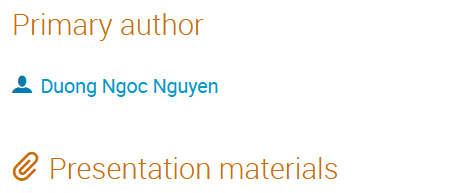 Primary author
Duong Ngoc Nguyen
Presentation materials